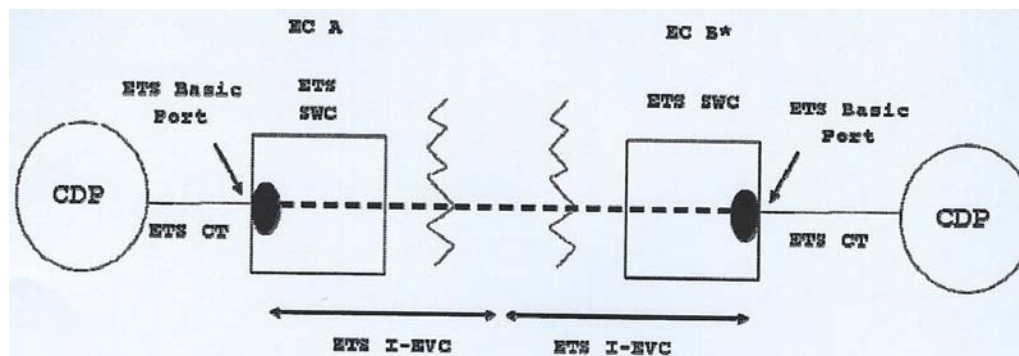 EC A
EC B*
ETS Basic
Port
ETS
SWC
ETS SWC
ETS Basic
Port
CDP
CDP
ETS CT
ETS CT
ETS I-EVC
ETS I-EVC